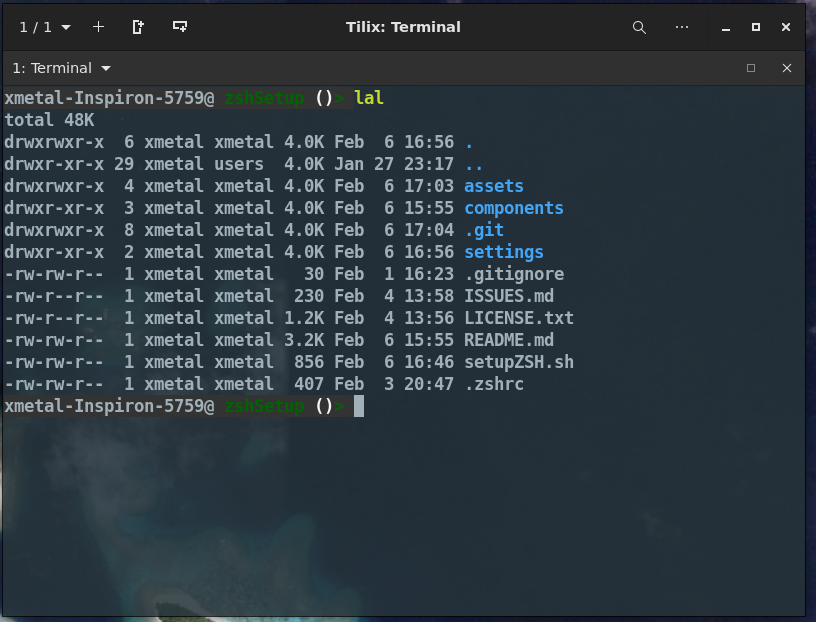 1 / 1 Tilix: Terminal
1: Terminal
xmetal-Inspiron-5759@ zshSetup ()> lal
total 48K
drwxrwxr-x  6 xmetal xmetal 4.0K Feb  6 16:56 .
drwxr-xr-x 29 xmetal users  4.0K Jan 27 23:17 ..
drwxrwxr-x  4 xmetal xmetal 4.0K Feb  6 17:03 assets
drwxr-xr-x  3 xmetal xmetal 4.0K Feb  6 15:55 components
drwxrwxr-x  8 xmetal xmetal 4.0K Feb  6 17:04 .git
drwxr-xr-x  2 xmetal xmetal 4.0K Feb  6 16:56 settings
-rw-rw-r--  1 xmetal xmetal   30 Feb  1 16:23 .gitignore
-rw-r--r--  1 xmetal xmetal  230 Feb  4 13:58 ISSUES.md
-rw-rw-r--  1 xmetal xmetal 1.2K Feb  4 13:56 LICENSE.txt
-rw-rw-r--  1 xmetal xmetal 3.2K Feb  6 15:55 README.md
-rw-rw-r--  1 xmetal xmetal  856 Feb  6 16:46 setupZSH.sh
-rw-rw-r--  1 xmetal xmetal  407 Feb  3 20:47 .zshrc
xmetal-Inspiron-5759@ zshSetup ()>